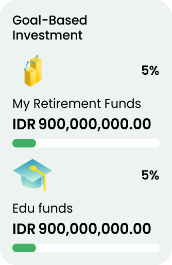 Goal-Based
Investment
5%
My Retirement Funds
IDR 900,000,000.00
5%
Edu funds
IDR 900,000,000.00